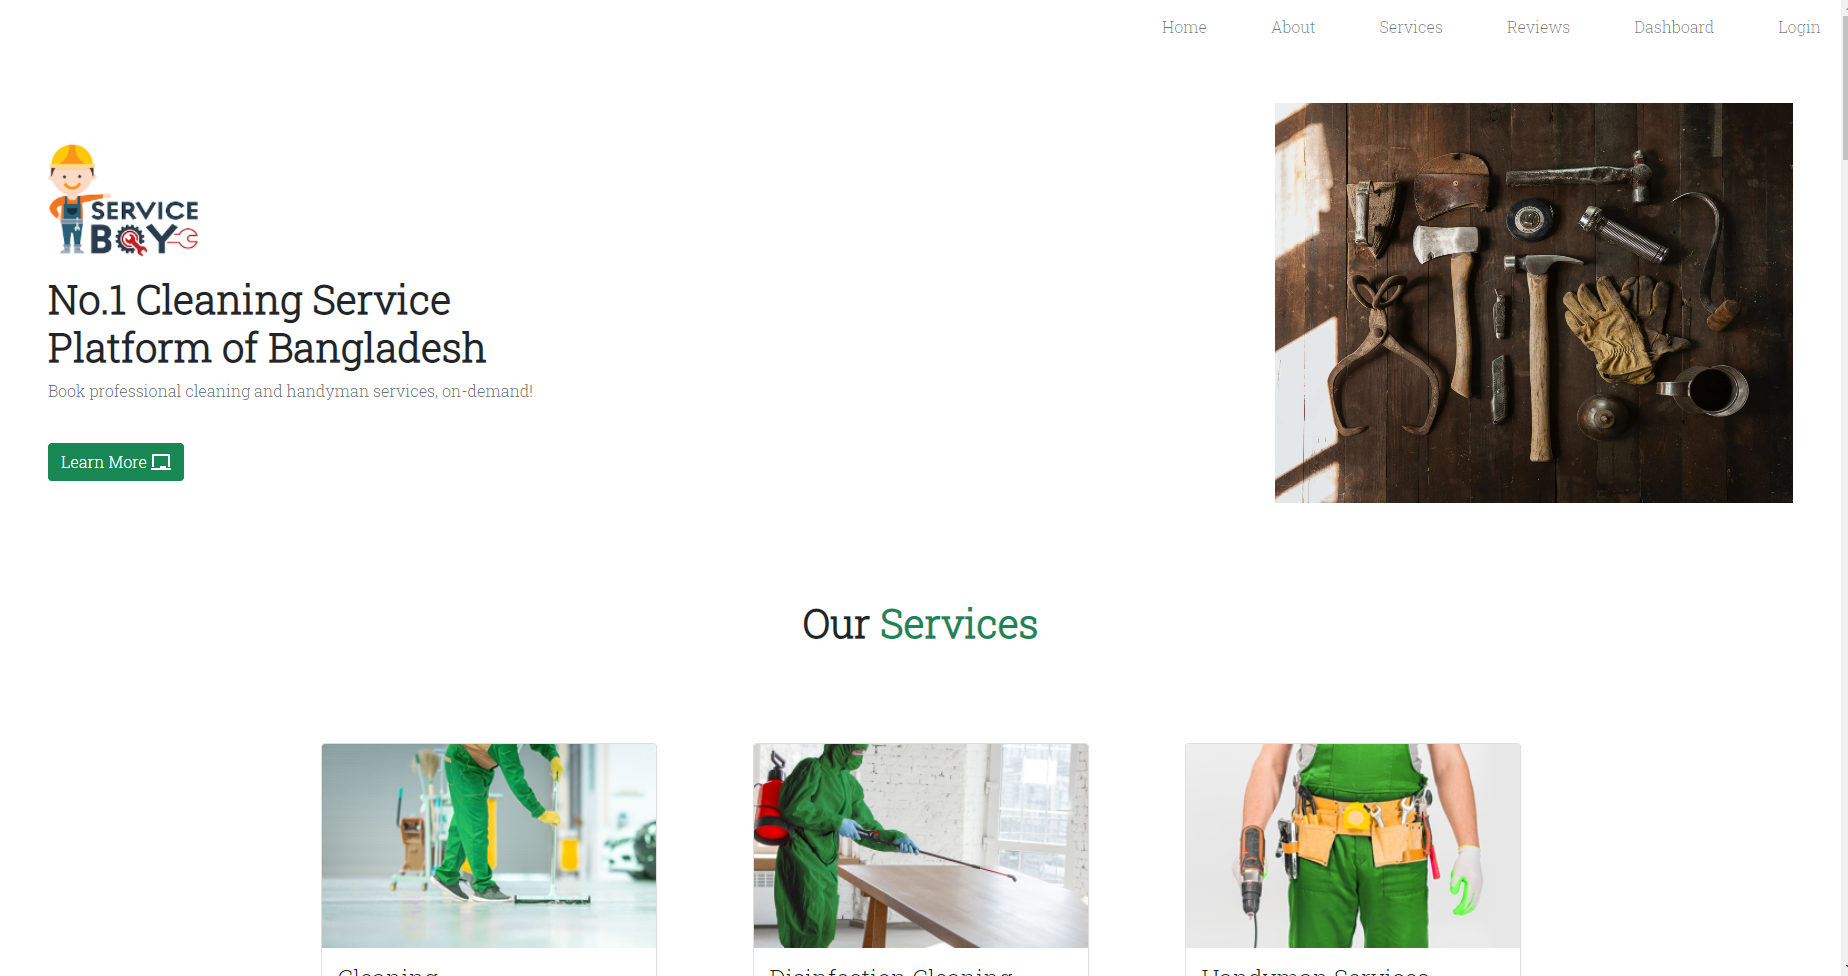 Home About Services Reviews Dashboard Login
SERVICE
BOY
No.1 Cleaning Service
Platform of Bangladesh
Book professional cleaning and handyman services, on-demand!
Learn More
Our Services
Cleaning
Disinfection Cleaning
Handyman Services